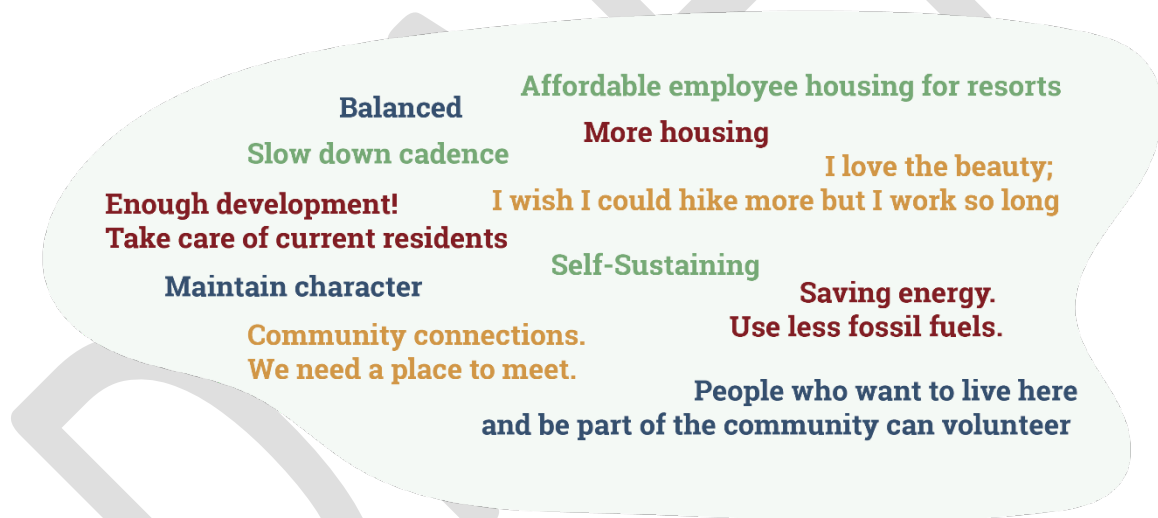 Affordable employee housing for resorts
Balanced
More housing
Slow down cadence
I love the beauty;
I wish I could hike more but I work so long
Enough development!
Take care of current residents
Self-Sustaining
Maintain character
Saving energy.
Use less fossil fuels.
Community connections.
We need a place to meet.
People who want to live here
and be part of the community can volunteer